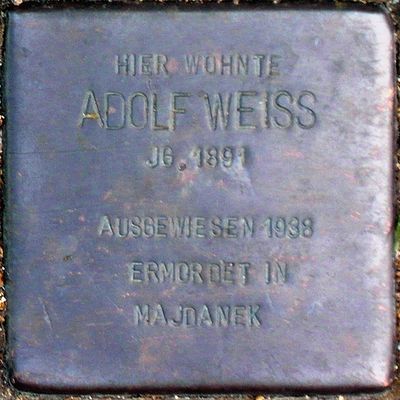 HIER WOHNTE
ADOLF WEISS
JG. 1891
AUSGEWIESEN 1938
ERMORDET IN
MAJDANEK